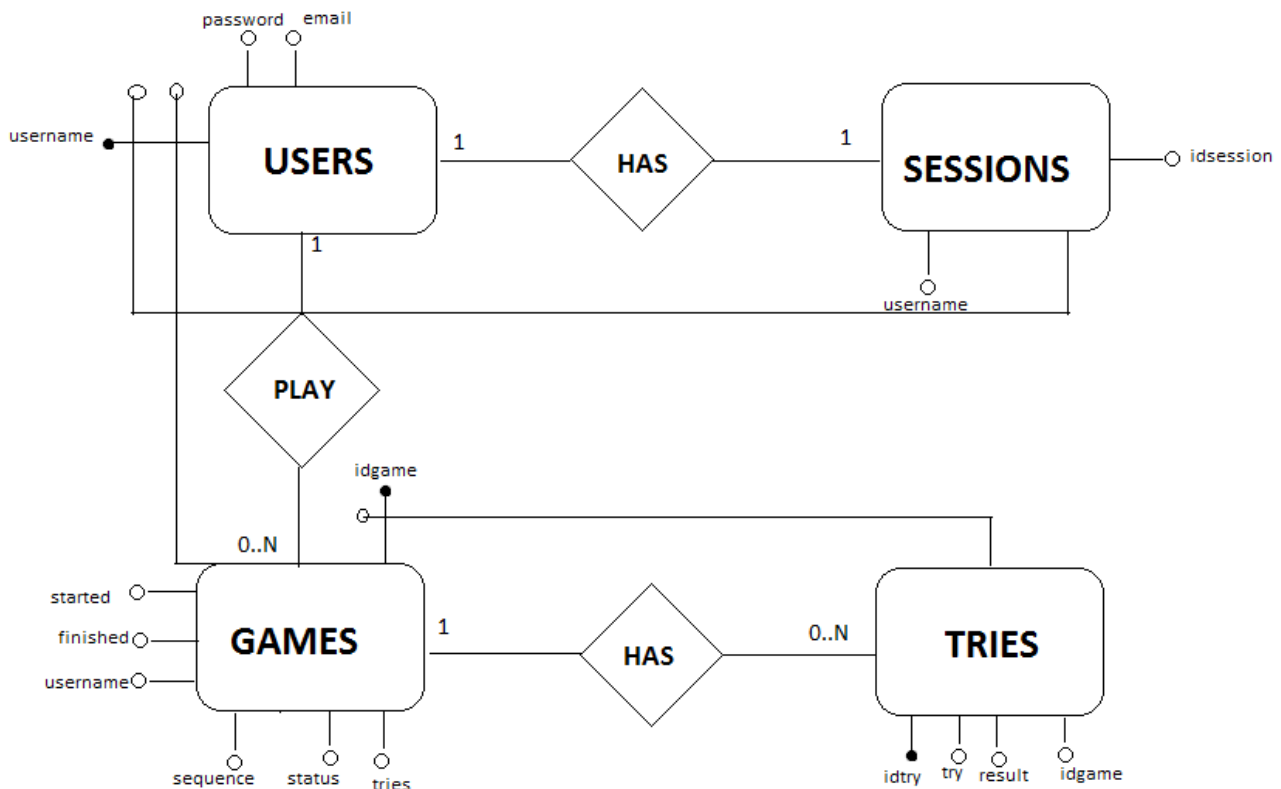 password email
username
USERS
1
HAS
1
SESSIONS
idsession
1
username
PLAY
idgame
0..N
started
finished
username
GAMES
1
HAS
0..N
TRIES
sequence
status
tries
idtry
try
result
idgame